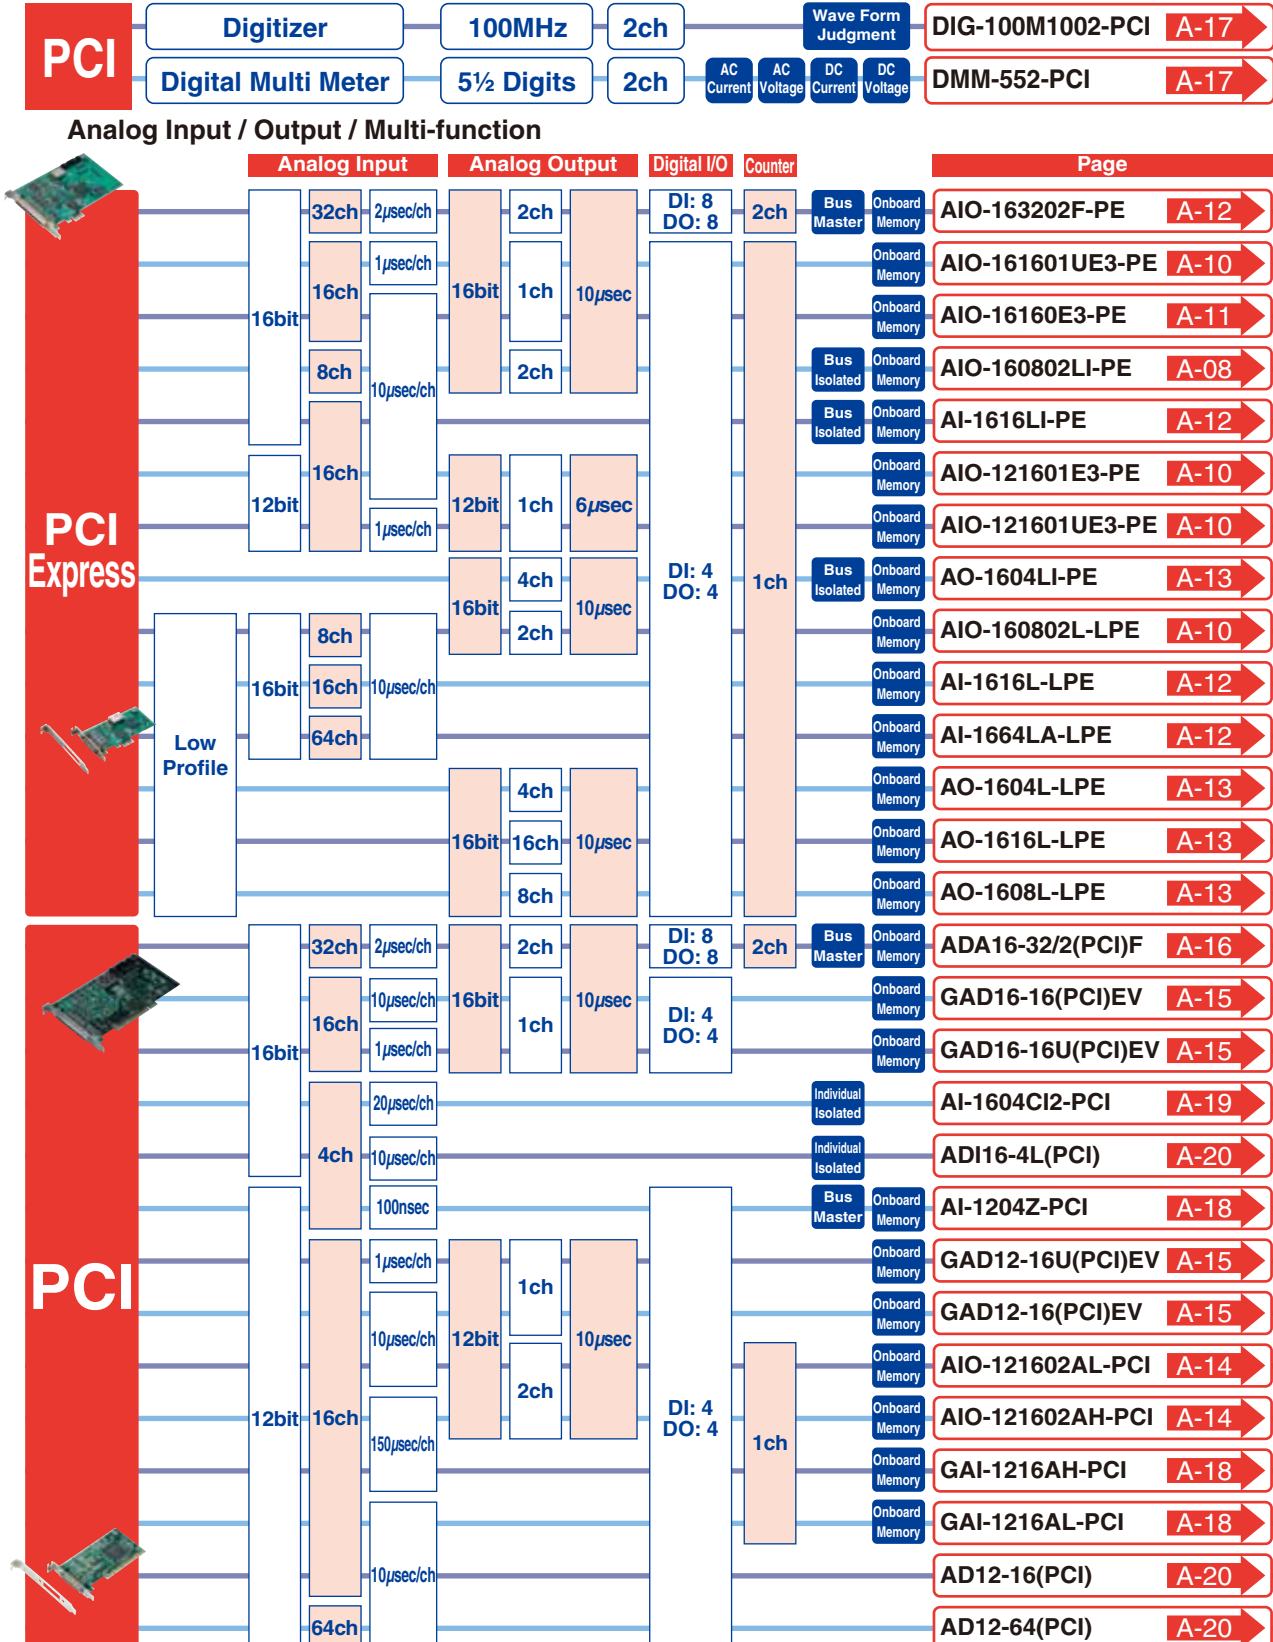 PCI
Digitizer 100MHz 2ch Wave Form Judgment DIG-100M1002-PCI A-17
Digital Multi Meter 5½ Digits 2ch AC Current AC Voltage DC Current DC Voltage DMM-552-PCI A-17
Analog Input / Output / Multi-function
Analog Input Analog Output Digital I/O Counter Page
PCI Express
Low Profile
16bit
32ch 2µsec/ch 16bit 2ch 10µsec DI: 8 DO: 8 2ch Bus Master Onboard Memory AIO-163202F-PE A-12
16ch 1µsec/ch 1ch Onboard Memory AIO-161601UE3-PE A-10
10µsec/ch Onboard Memory AIO-16160E3-PE A-11
8ch 2ch Bus Isolated Onboard Memory AIO-160802LI-PE A-08
16ch Bus Isolated Onboard Memory AI-1616LI-PE A-12
12bit 12bit 1ch 6µsec Onboard Memory AIO-121601E3-PE A-10
1µsec/ch Onboard Memory AIO-121601UE3-PE A-10
16bit 4ch 10µsec DI: 4 DO: 4 1ch Bus Isolated Onboard Memory AO-1604LI-PE A-13
16bit 8ch 10µsec/ch 2ch Onboard Memory AIO-160802L-LPE A-10
16ch Onboard Memory AI-1616L-LPE A-12
64ch Onboard Memory AI-1664LA-LPE A-12
16bit 4ch 10µsec Onboard Memory AO-1604L-LPE A-13
16ch Onboard Memory AO-1616L-LPE A-13
8ch Onboard Memory AO-1608L-LPE A-13
PCI
16bit
32ch 2µsec/ch 16bit 2ch 10µsec DI: 8 DO: 8 2ch Bus Master Onboard Memory ADA16-32/2(PCI)F A-16
16ch 10µsec/ch 1ch DI: 4 DO: 4 Onboard Memory GAD16-16(PCI)EV A-15
1µsec/ch Onboard Memory GAD16-16U(PCI)EV A-15
4ch 20µsec/ch Individual Isolated AI-1604CI2-PCI A-19
10µsec/ch Individual Isolated ADI16-4L(PCI) A-20
12bit 100nsec DI: 4 DO: 4 Bus Master Onboard Memory AI-1204Z-PCI A-18
16ch 1µsec/ch 12bit 1ch 10µsec Onboard Memory GAD12-16U(PCI)EV A-15
10µsec/ch Onboard Memory GAD12-16(PCI)EV A-15
2ch 1ch Onboard Memory AIO-121602AL-PCI A-14
150µsec/ch Onboard Memory AIO-121602AH-PCI A-14
Onboard Memory GAI-1216AH-PCI A-18
10µsec/ch Onboard Memory GAI-1216AL-PCI A-18
AD12-16(PCI) A-20
64ch AD12-64(PCI) A-20